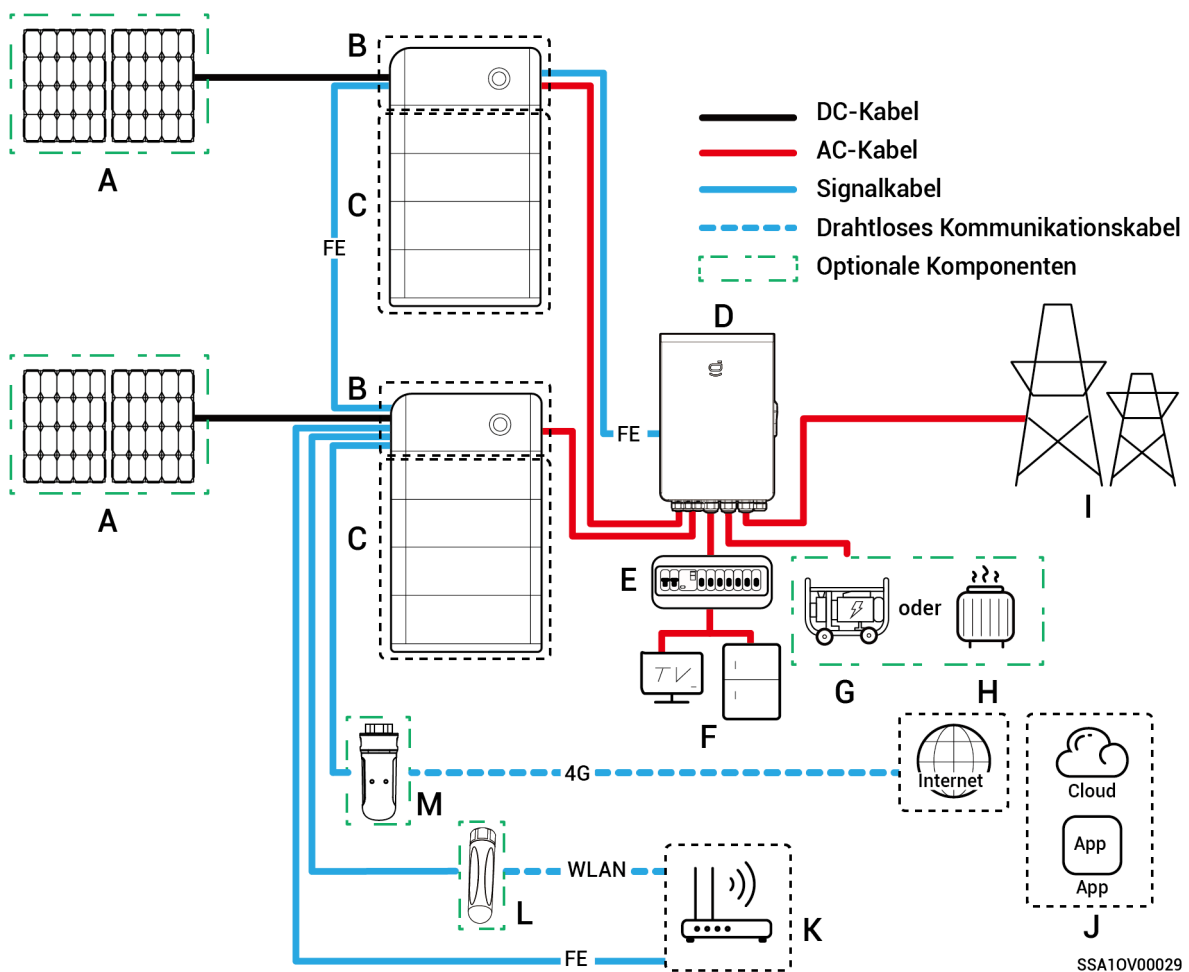 A
B
C
FE
DC-Kabel
AC-Kabel
Signalkabel
Drahtloses Kommunikationskabel
Optionale Komponenten
D
FE
I
A
B
C
E
TV
F
oder
G
H
M
4G
Internet
Cloud
App
App
J
L
WLAN
K
FE
SSA1OV00029